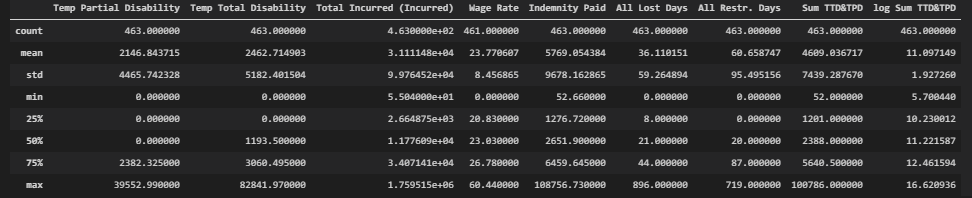 Temp Partial Disability Temp Total Disability Total Incurred (Incurred) Wage Rate Indemnity Paid All Lost Days All Restr. Days Sum TTD&TPD log Sum TTD&TPD
count 463.000000 463.000000 4.630000e+02 461.000000 463.000000 463.000000 463.000000 463.000000 463.000000
mean 2146.843715 2462.714903 3.111148e+04 23.770607 5769.054384 36.110151 60.658747 4609.036717 11.097149
std 4465.742328 5182.401504 9.976452e+04 8.456865 9678.162865 59.264894 95.495156 7439.287670 1.927260
min 0.000000 0.000000 5.504000e+01 0.000000 52.660000 0.000000 0.000000 52.000000 5.700440
25% 0.000000 0.000000 2.664875e+03 20.830000 1276.720000 8.000000 0.000000 1201.000000 10.230012
50% 0.000000 1193.500000 1.177609e+04 23.030000 2651.900000 21.000000 20.000000 2388.000000 11.221587
75% 2382.325000 3060.495000 3.407141e+04 26.780000 6459.645000 44.000000 87.000000 5640.500000 12.461594
max 39552.990000 82841.970000 1.759515e+06 60.440000 108756.730000 896.000000 719.000000 100786.000000 16.620936